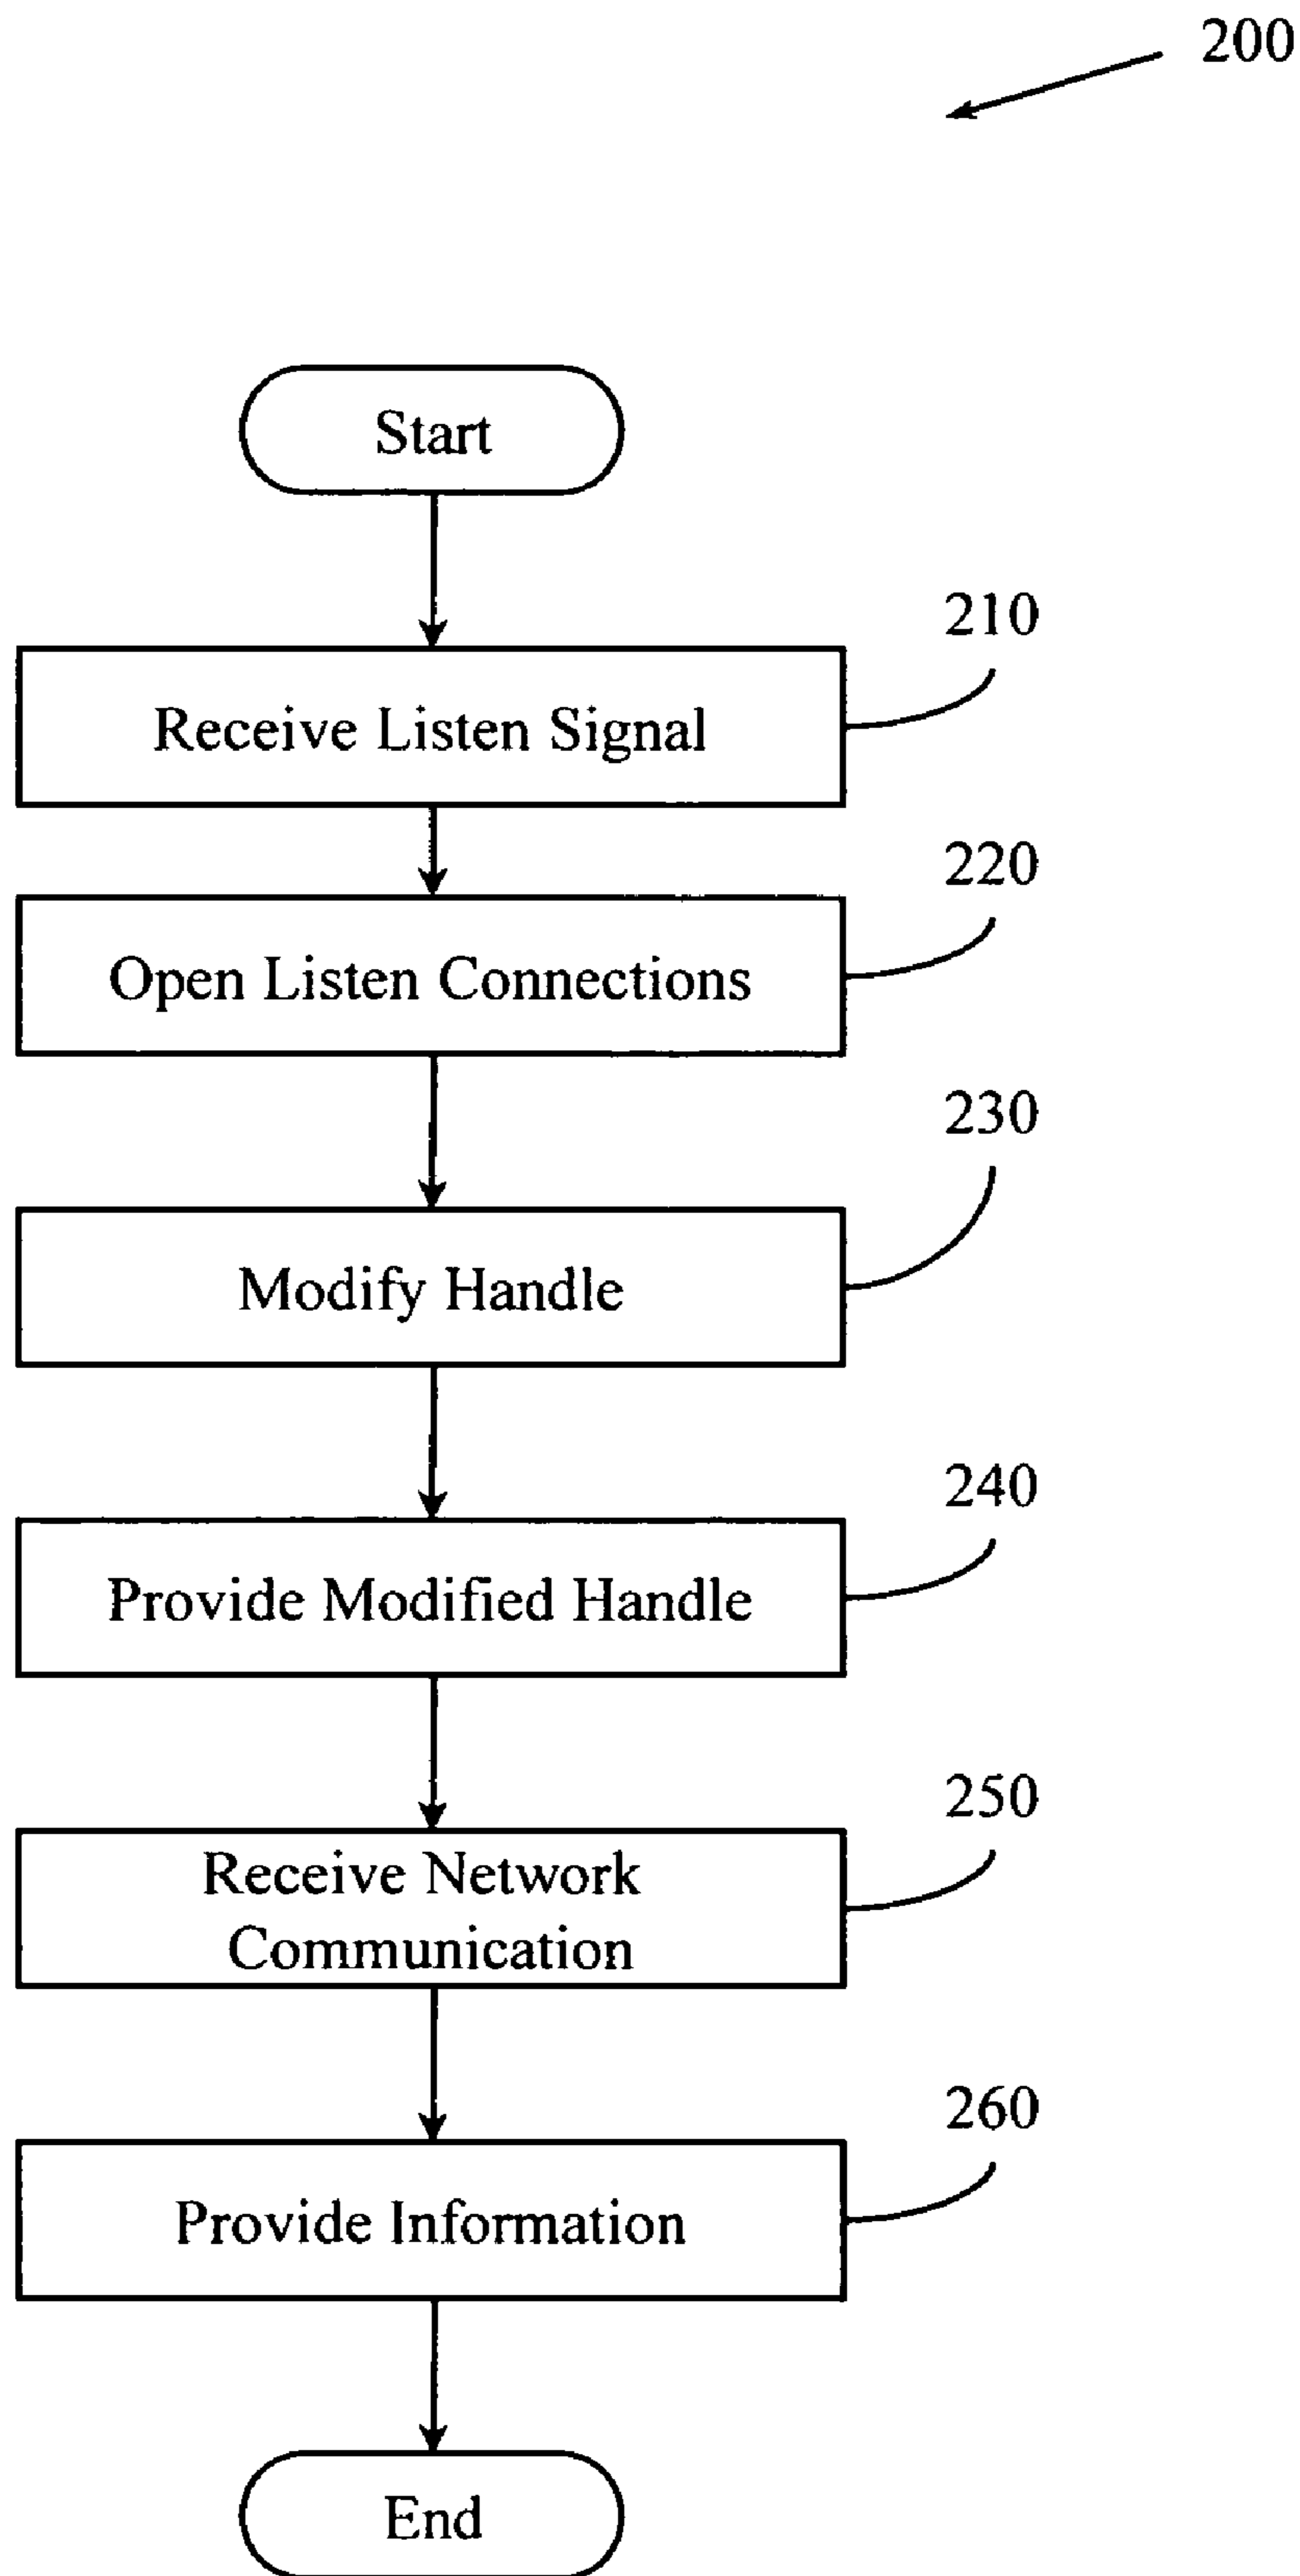 200
Start
210
Receive Listen Signal
220
Open Listen Connections
230
Modify Handle
240
Provide Modified Handle
250
Receive Network
Communication
260
Provide Information
End